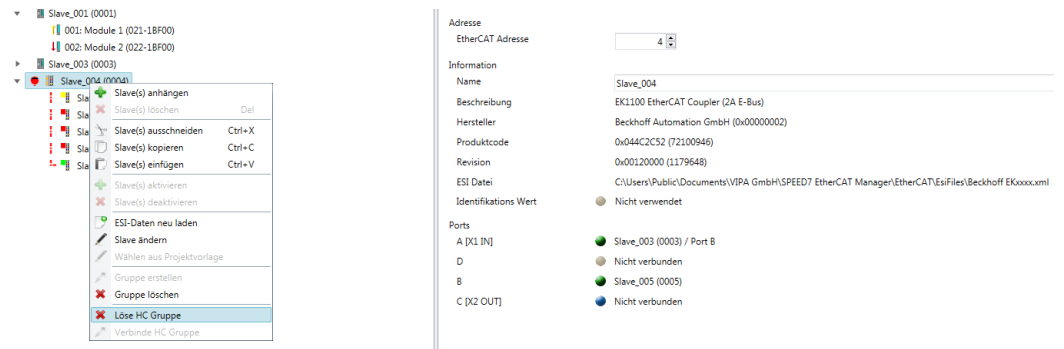 Slave_001 (0001)
001: Module 1 (021-1BF00)
002: Module 2 (022-1BF00)
Slave_003 (0003)
Slave_004 (0004)
Sla
Sla
Sla
Sla
Sla
Slave(s) anhängen
Slave(s) löschen Del
Slave(s) ausschneiden Ctrl+X
Slave(s) kopieren Ctrl+C
Slave(s) einfügen Ctrl+V
Slave(s) aktivieren
Slave(s) deaktivieren
ESI-Daten neu laden
Slave ändern
Wählen aus Projektvorlage
Gruppe erstellen
Gruppe löschen
Löse HC Gruppe
Verbinde HC Gruppe
Adresse
EtherCAT Adresse 4
Information
Name Slave_004
Beschreibung EK1100 EtherCAT Coupler (2A E-Bus)
Hersteller Beckhoff Automation GmbH (0x00000002)
Produktcode 0x044C2C52 (72100946)
Revision 0x00120000 (1179648)
ESI Datei C:\Users\Public\Documents\VIPA GmbH\SPEED7 EtherCAT Manager\EtherCAT\EsiFiles\Beckhoff EKxxxx.xml
Identifikations Wert Nicht verwendet
Ports
A [X1 IN] Slave_003 (0003) / Port B
D Nicht verbunden
B Slave_005 (0005)
C [X2 OUT] Nicht verbunden